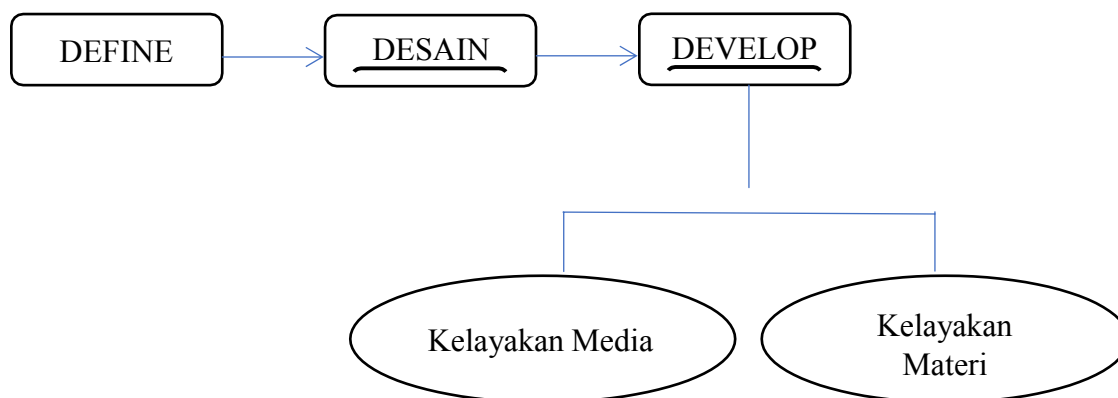 DEFINE
DESAIN
DEVELOP
Kelayakan Media
Kelayakan
Materi